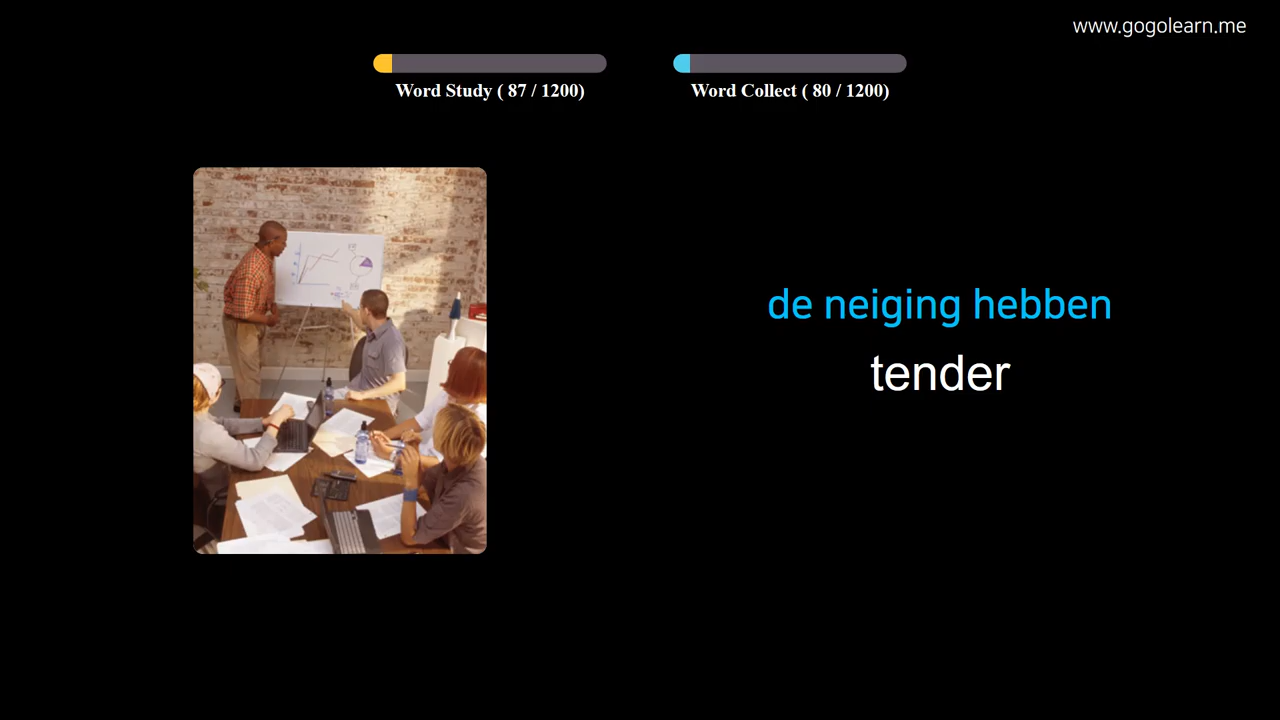 www.gogolearn.me
Word Study ( 87 / 1200)
Word Collect ( 80 / 1200)
de neiging hebben
tender